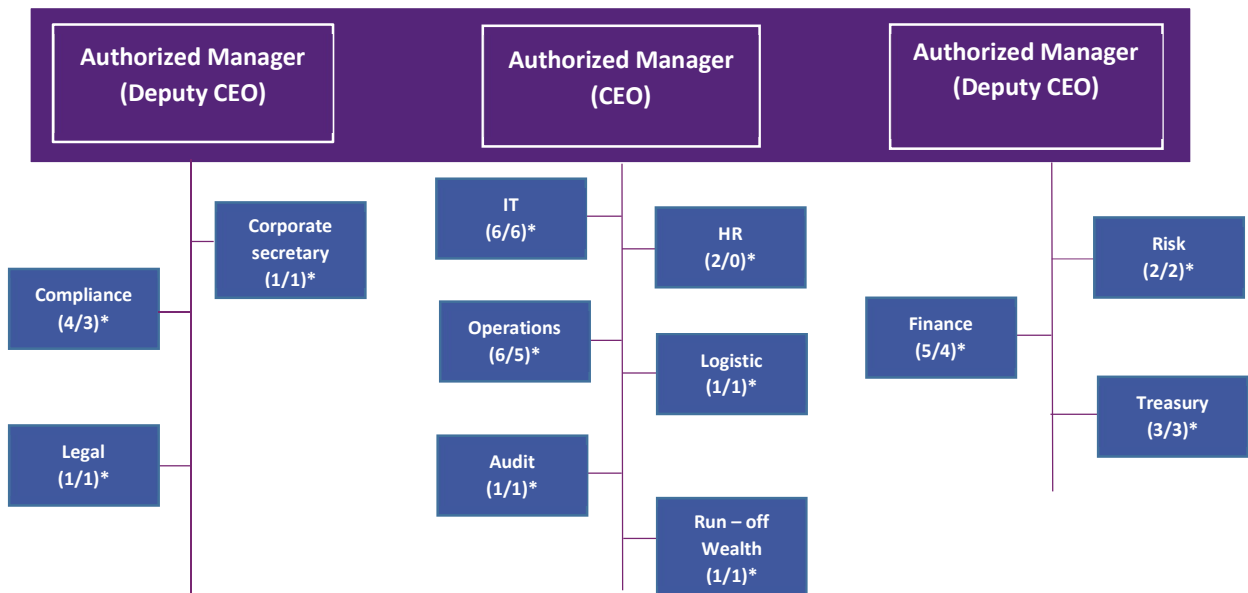 Authorized Manager
(Deputy CEO)
Authorized Manager
(CEO)
Authorized Manager
(Deputy CEO)
Corporate
secretary
(1/1)*
Compliance
(4/3)*
Legal
(1/1)*
IT
(6/6)*
HR
(2/0)*
Operations
(6/5)*
Logistic
(1/1)*
Audit
(1/1)*
Run – off
Wealth
(1/1)*
Risk
(2/2)*
Finance
(5/4)*
Treasury
(3/3)*